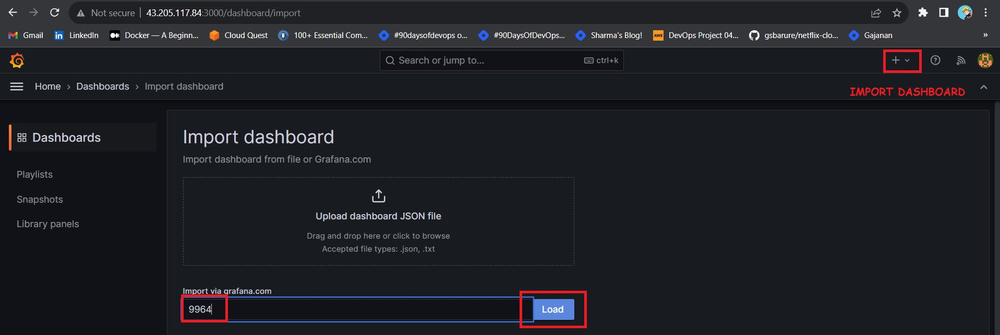 Not secure | 43.205.117.84:3000/dashboard/import
Gmail LinkedIn Docker — A Beginn... Cloud Quest 100+ Essential Com... #90daysofdevops o... #90DaysOfDevOps... Sharma's Blog! DevOps Project 04... gsbarure/netflix-clo... Gajanan »
Search or jump to... ctrl+k
Home › Dashboards › Import dashboard
IMPORT DASHBOARD
Dashboards
Playlists
Snapshots
Library panels
Import dashboard
Import dashboard from file or Grafana.com
Upload dashboard JSON file
Drag and drop here or click to browse
Accepted file types: .json, .txt
Import via grafana.com
9964 Load